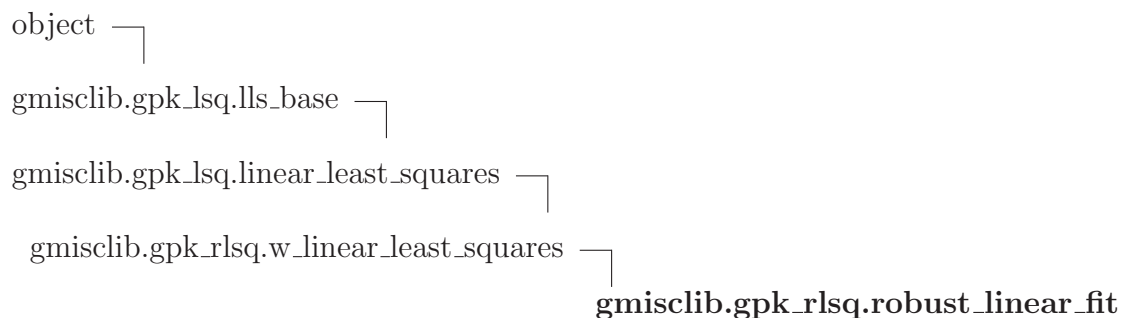 object
gmisclib.gpk_lsq.lls_base
gmisclib.gpk_lsq.linear_least_squares
gmisclib.gpk_rlsq.w_linear_least_squares
gmisclib.gpk_rlsq.robust_linear_fit